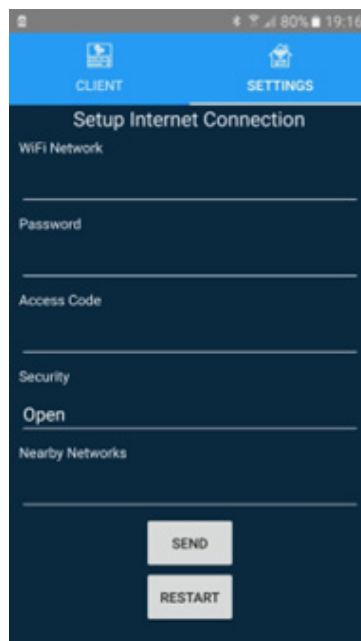 80% 19:16
CLIENT SETTINGS
Setup Internet Connection
WiFi Network
Password
Access Code
Security
Open
Nearby Networks
SEND
RESTART